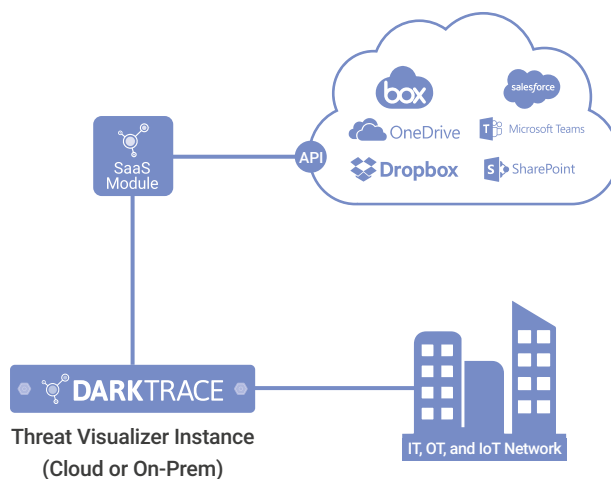 box
salesforce
OneDrive
T
Microsoft Teams
SaaS
Module
API
Dropbox
S
SharePoint
DARKTRACE
Threat Visualizer Instance
(Cloud or On-Prem)
IT, OT, and IoT Network